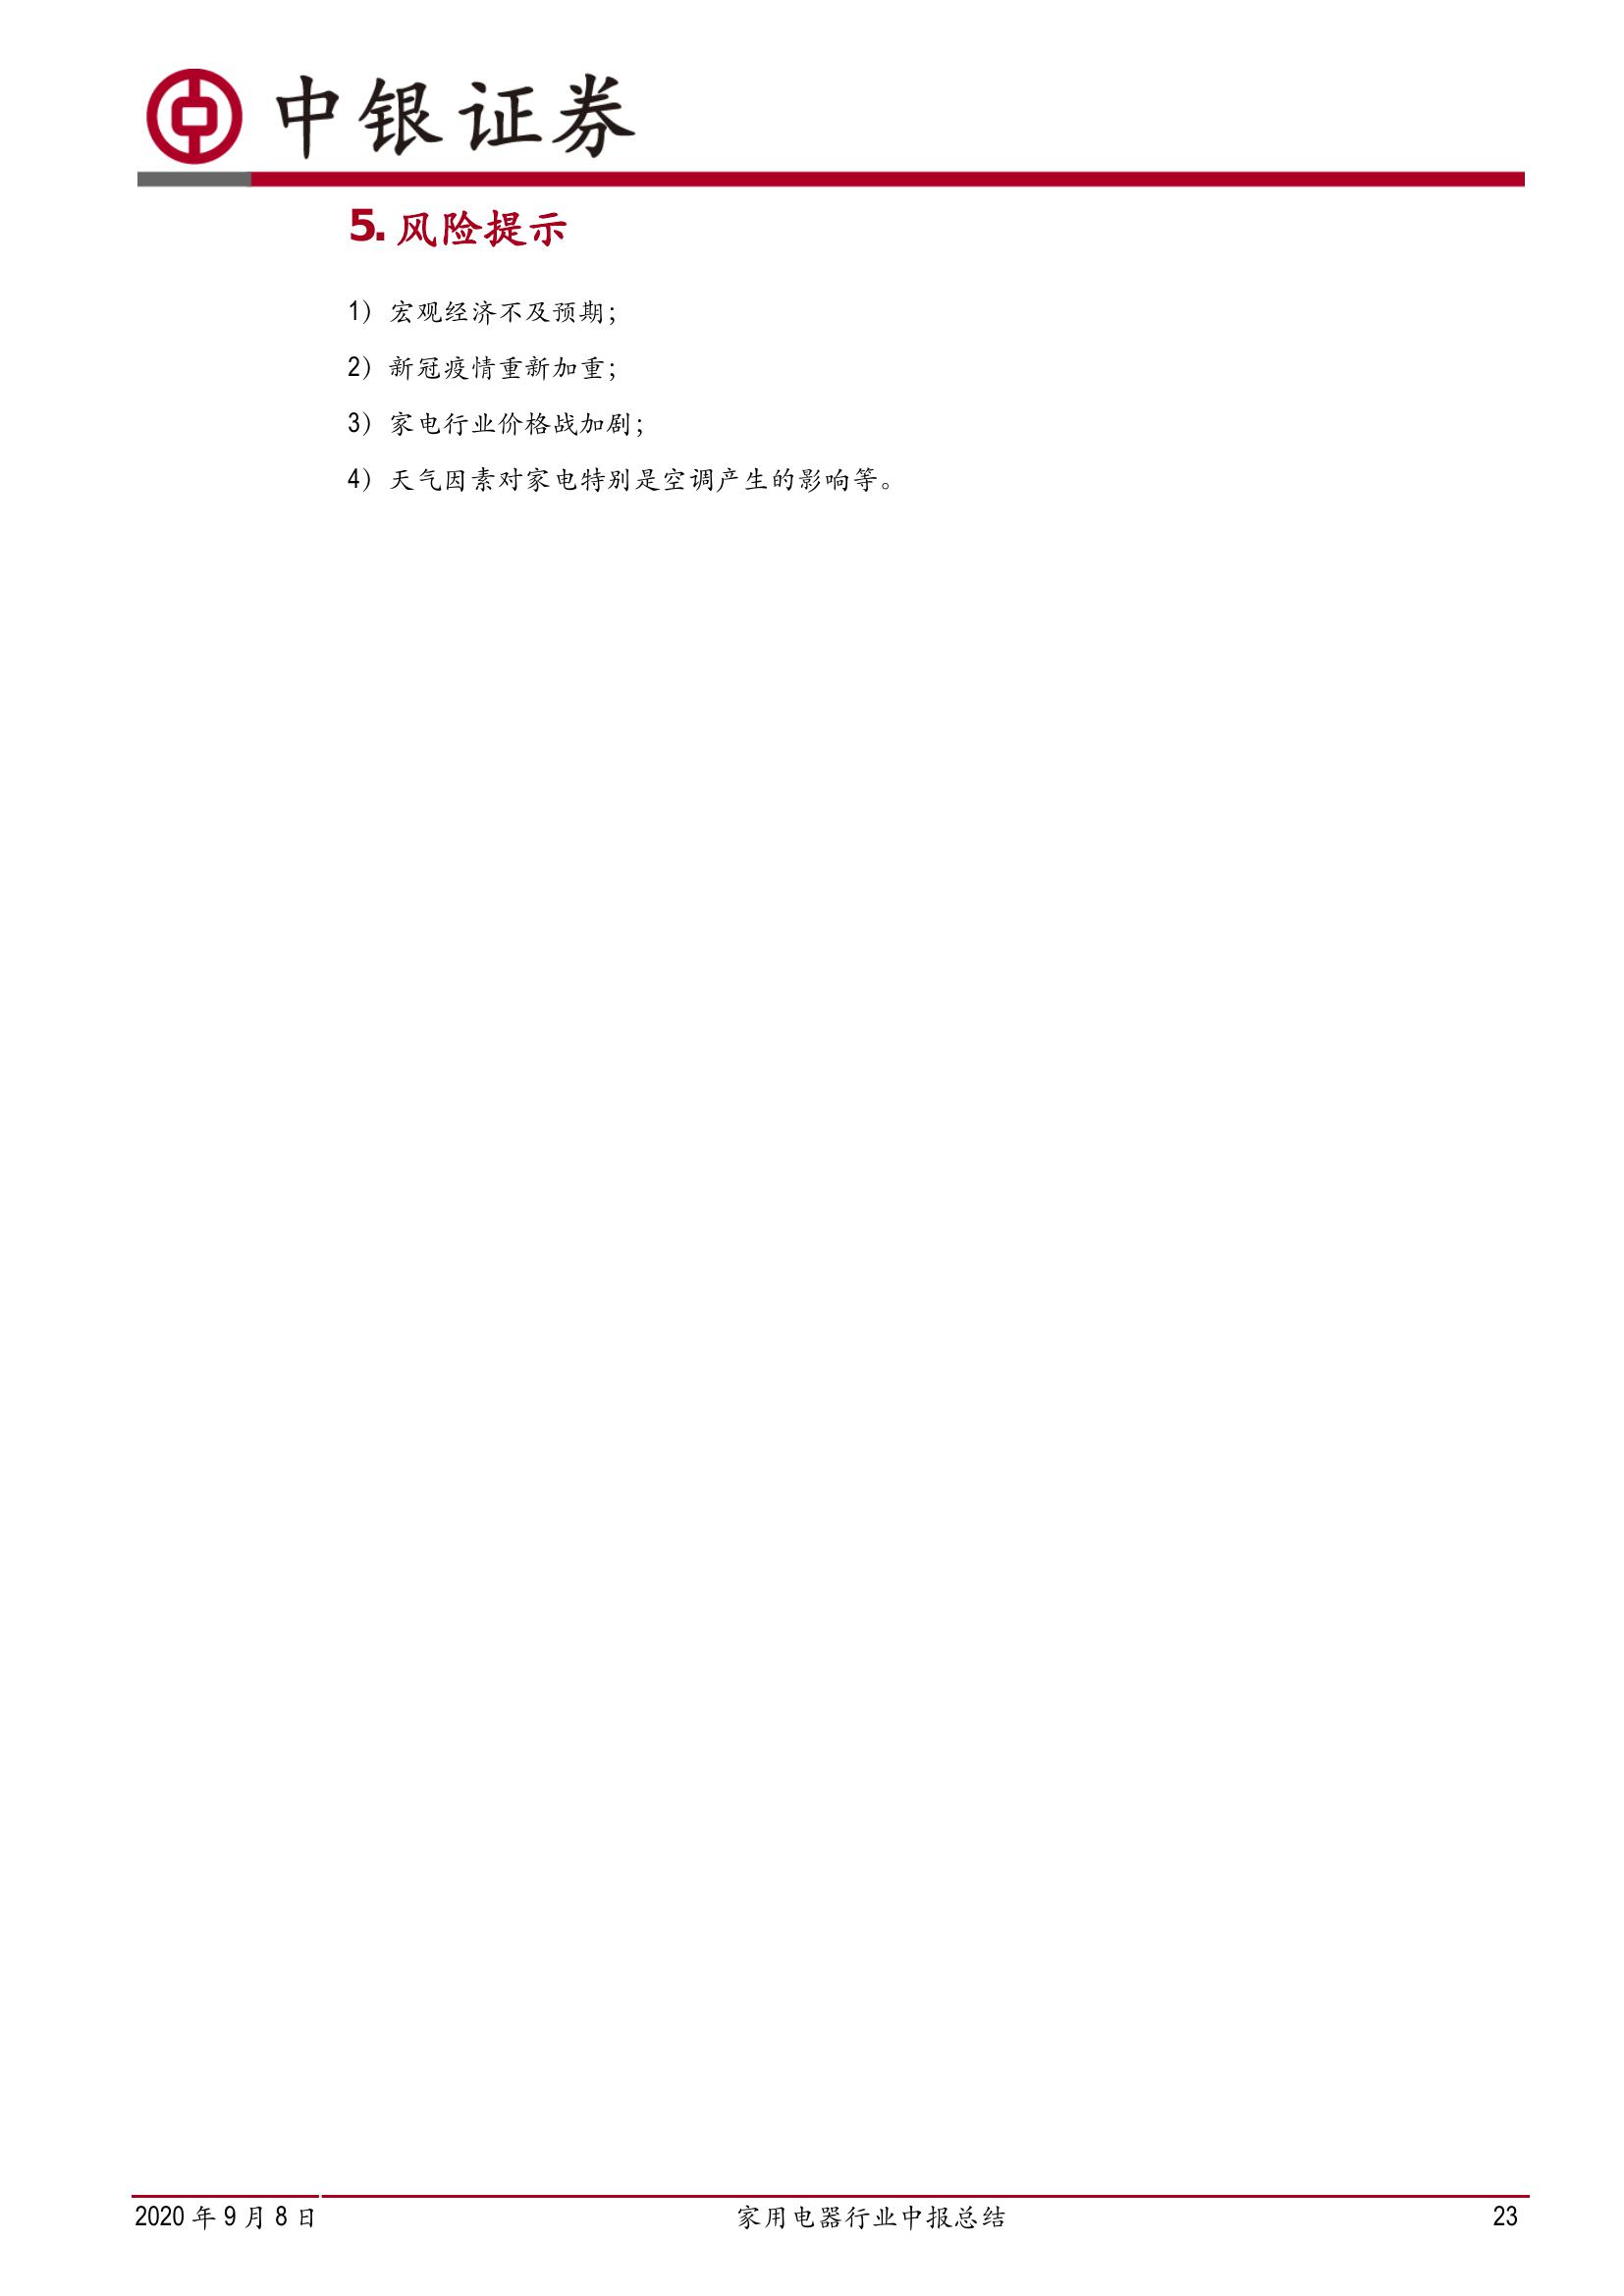 中银证券
5. 风险提示
1）宏观经济不及预期；
2）新冠疫情重新加重；
3）家电行业价格战加剧；
4）天气因素对家电特别是空调产生的影响等。
2020 年 9 月 8 日 家用电器行业中报总结 23